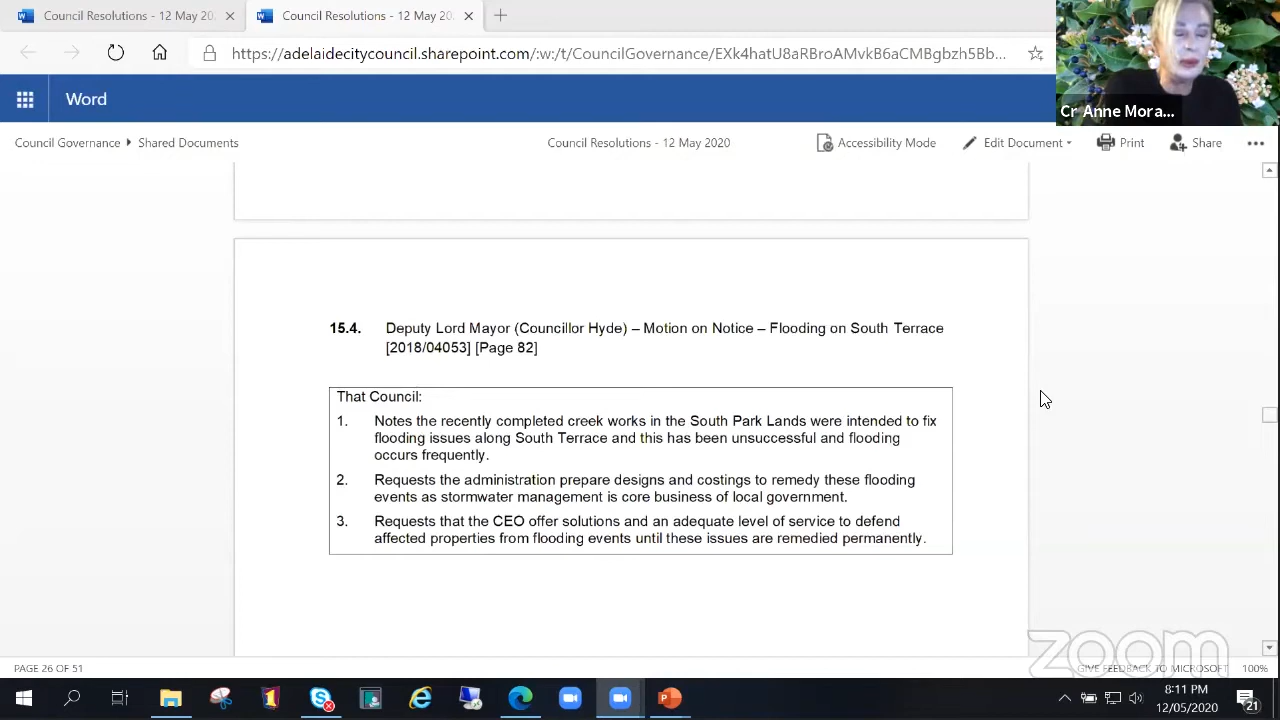 Council Resolutions - 12 May 202
Council Resolutions - 12 May 202
https://adelaidecitycouncil.sharepoint.com/:w:/t/CouncilGovernance/EXk4hatU8aRBroAMvkB6aCMBgbzh5Bb...
Cr Anne Mora...
Word
Council Governance
Shared Documents
Council Resolutions - 12 May 2020
Accessibility Mode
Edit Document
Print
Share
15.4. Deputy Lord Mayor (Councillor Hyde) – Motion on Notice – Flooding on South Terrace
[2018/04053] [Page 82]
That Council:
1. Notes the recently completed creek works in the South Park Lands were intended to fix
flooding issues along South Terrace and this has been unsuccessful and flooding
occurs frequently.
2. Requests the administration prepare designs and costings to remedy these flooding
events as stormwater management is core business of local government.
3. Requests that the CEO offer solutions and an adequate level of service to defend
affected properties from flooding events until these issues are remedied permanently.
zoom
PAGE 26 OF 51
GIVE FEEDBACK TO MICROSOFT
100%
8:11 PM
12/05/2020
21